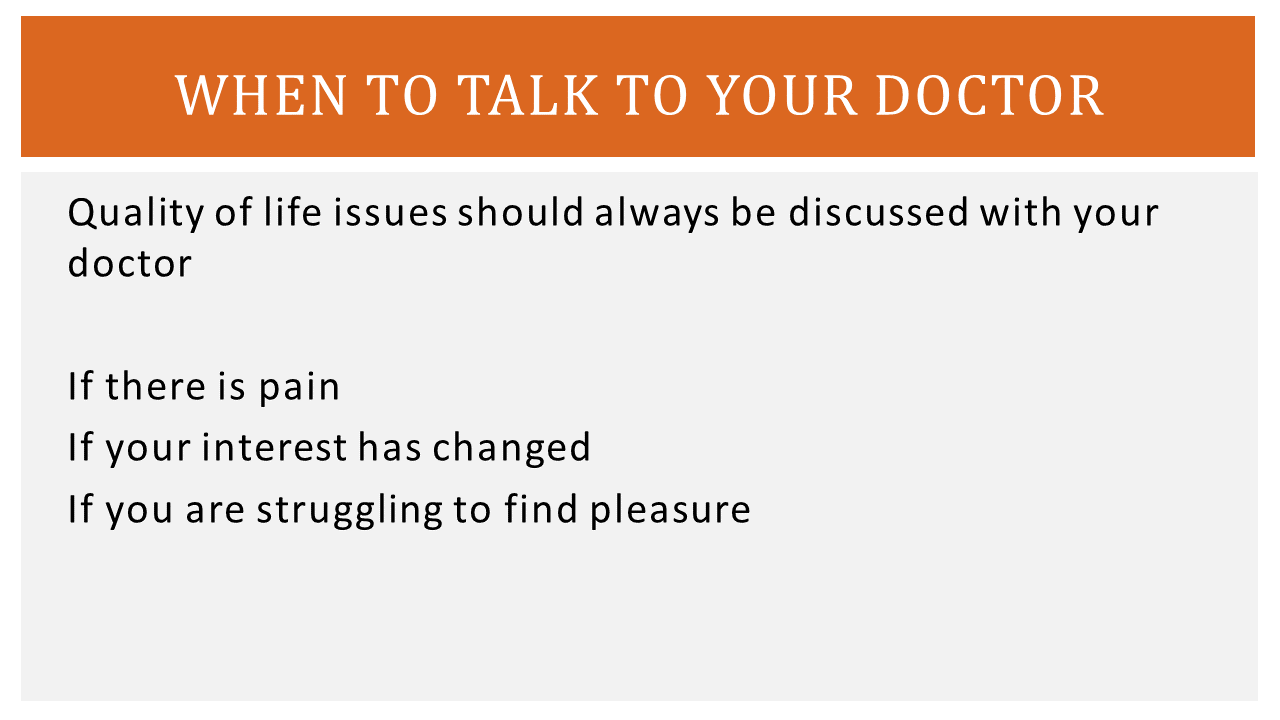 WHEN TO TALK TO YOUR DOCTOR
Quality of life issues should always be discussed with your
doctor
If there is pain
If your interest has changed
If you are struggling to find pleasure